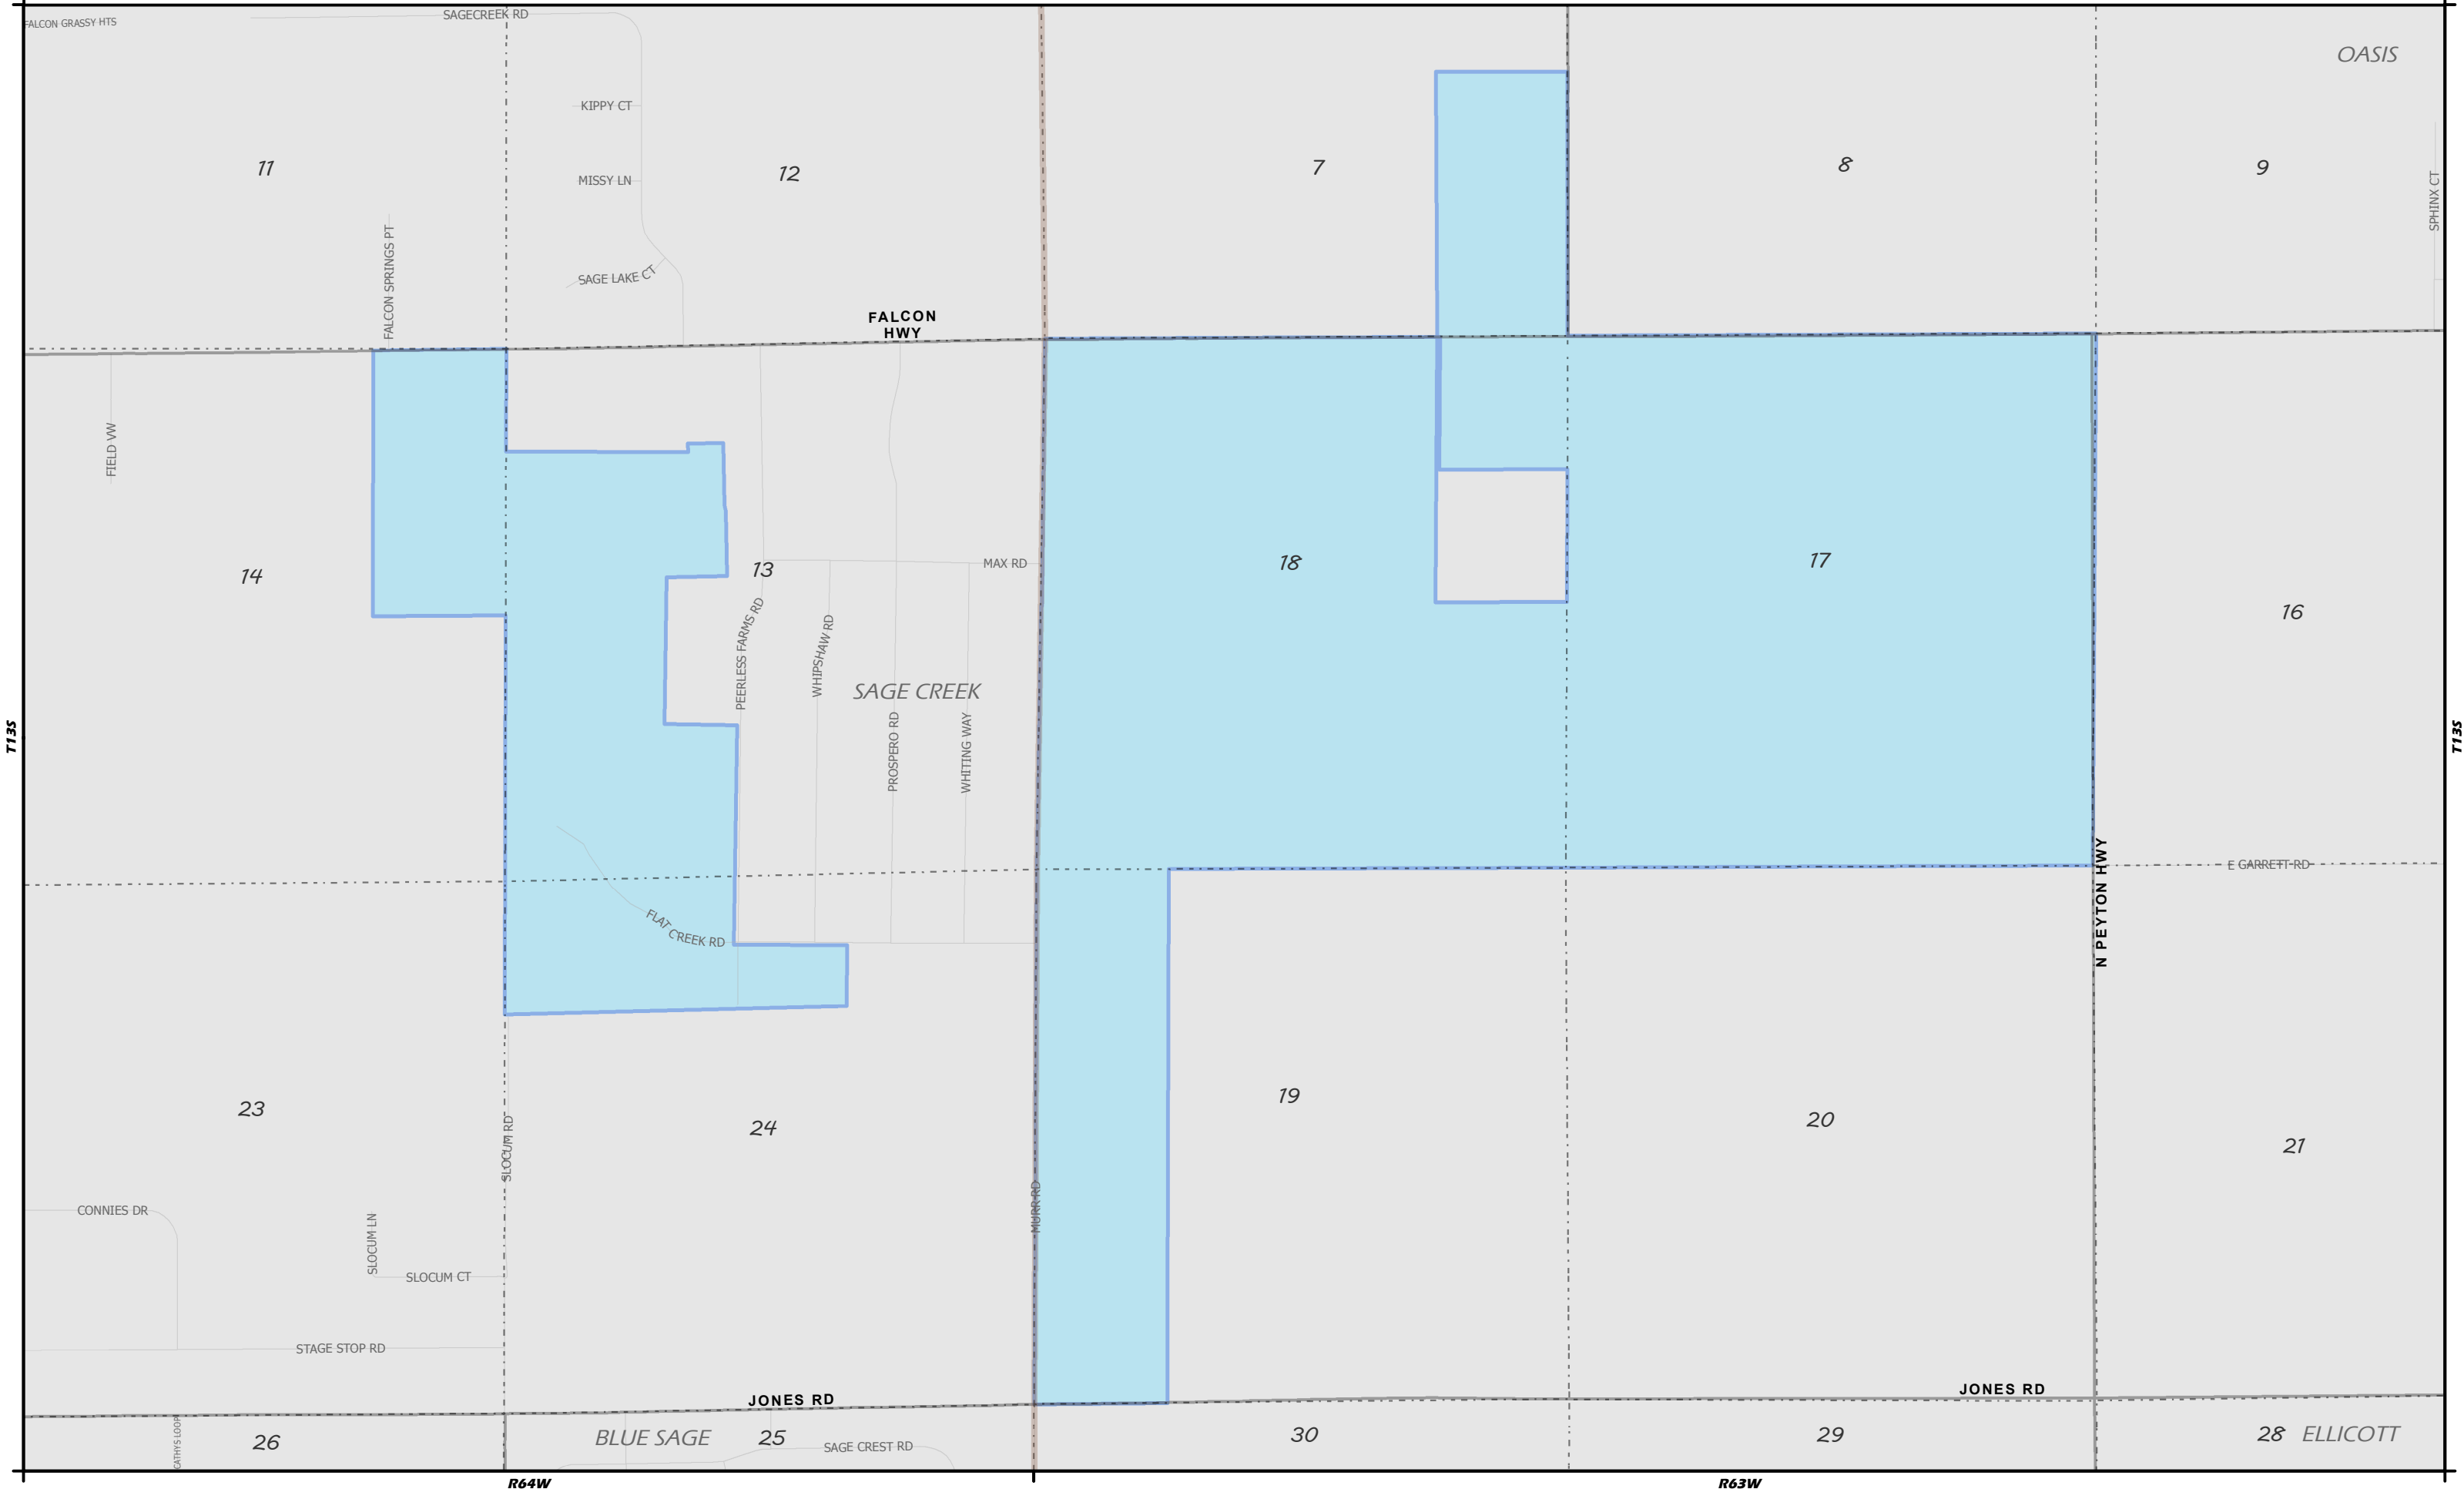 SAGECREEK RD
FALCON GRASSY HTS
OASIS
KIPPY CT
11
12
7
8
9
MISSY LN
SPHINX CT
FALCON SPRINGS PT
SAGE LAKE CT
FALCON
HWY
FIELD VW
14
13
MAX RD
18
17
16
PEERLESS FARMS RD
WHIPSHAW RD
SAGE CREEK
PROSPERO RD
WHITING WAY
T13S
T13S
E GARRETT RD
N PEYTON HWY
FLAT CREEK RD
23
24
19
20
21
SLOCUM RD
MURR RD
CONNIES DR
SLOCUM LN
SLOCUM CT
STAGE STOP RD
JONES RD
JONES RD
CATHYS LOOP
26
BLUE SAGE
25
SAGE CREST RD
30
29
28
ELLICOTT
R64W
R63W